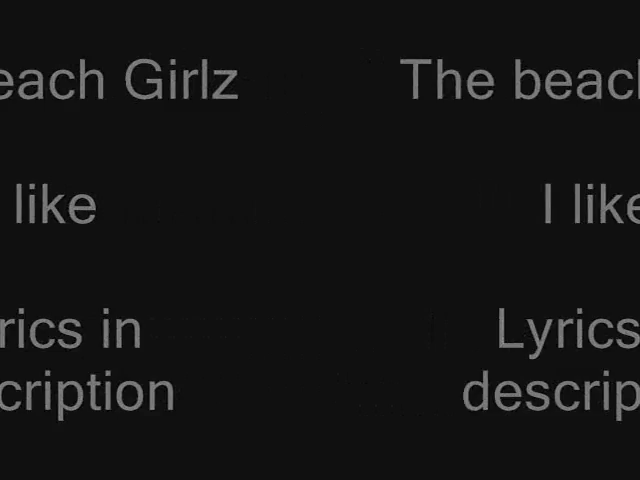 each Girlz The beach
like I like
rics in Lyrics
cription descrip